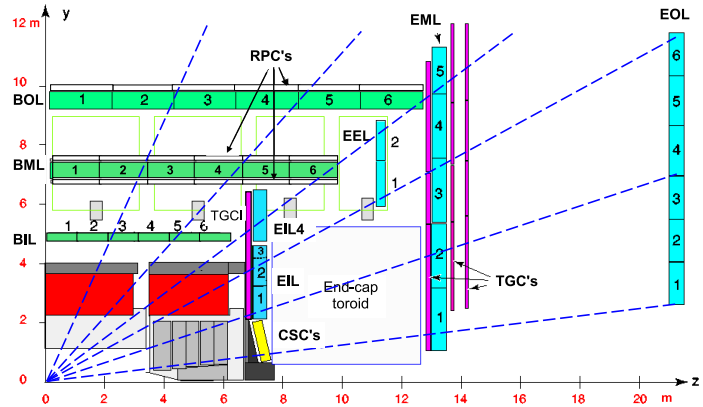 12 m
y
EML
EOL
RPC's
5
6
10
BOL
1 2 3 4 5 6
5
EEL
2
4
8
4
BML
1 2 3 4 5 6
1
3
3
6
TGCI
EIL4
1 2 3 4 5 6
BIL
2
2
4
3
2
EIL
End-cap
toroid
TGC's
1
1
1
2
CSC's
0
z
0
2 4 6 8 10 12 14 16 18 20 m